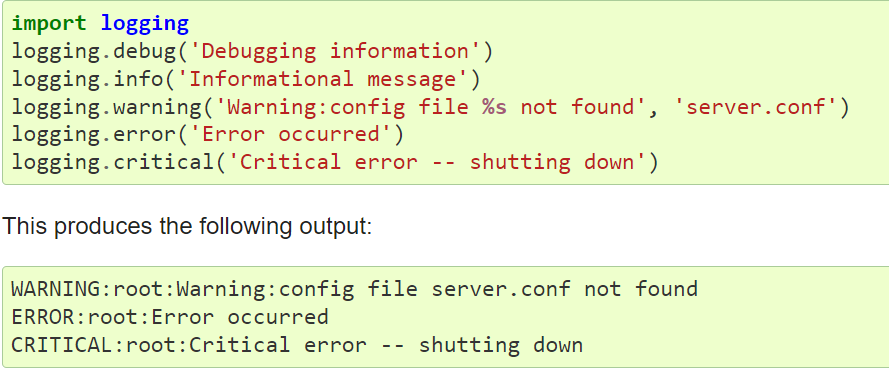 import logging
logging.debug('Debugging information')
logging.info('Informational message')
logging.warning('Warning:config file %s not found', 'server.conf')
logging.error('Error occurred')
logging.critical('Critical error -- shutting down')
This produces the following output:
WARNING:root:Warning:config file server.conf not found
ERROR:root:Error occurred
CRITICAL:root:Critical error -- shutting down